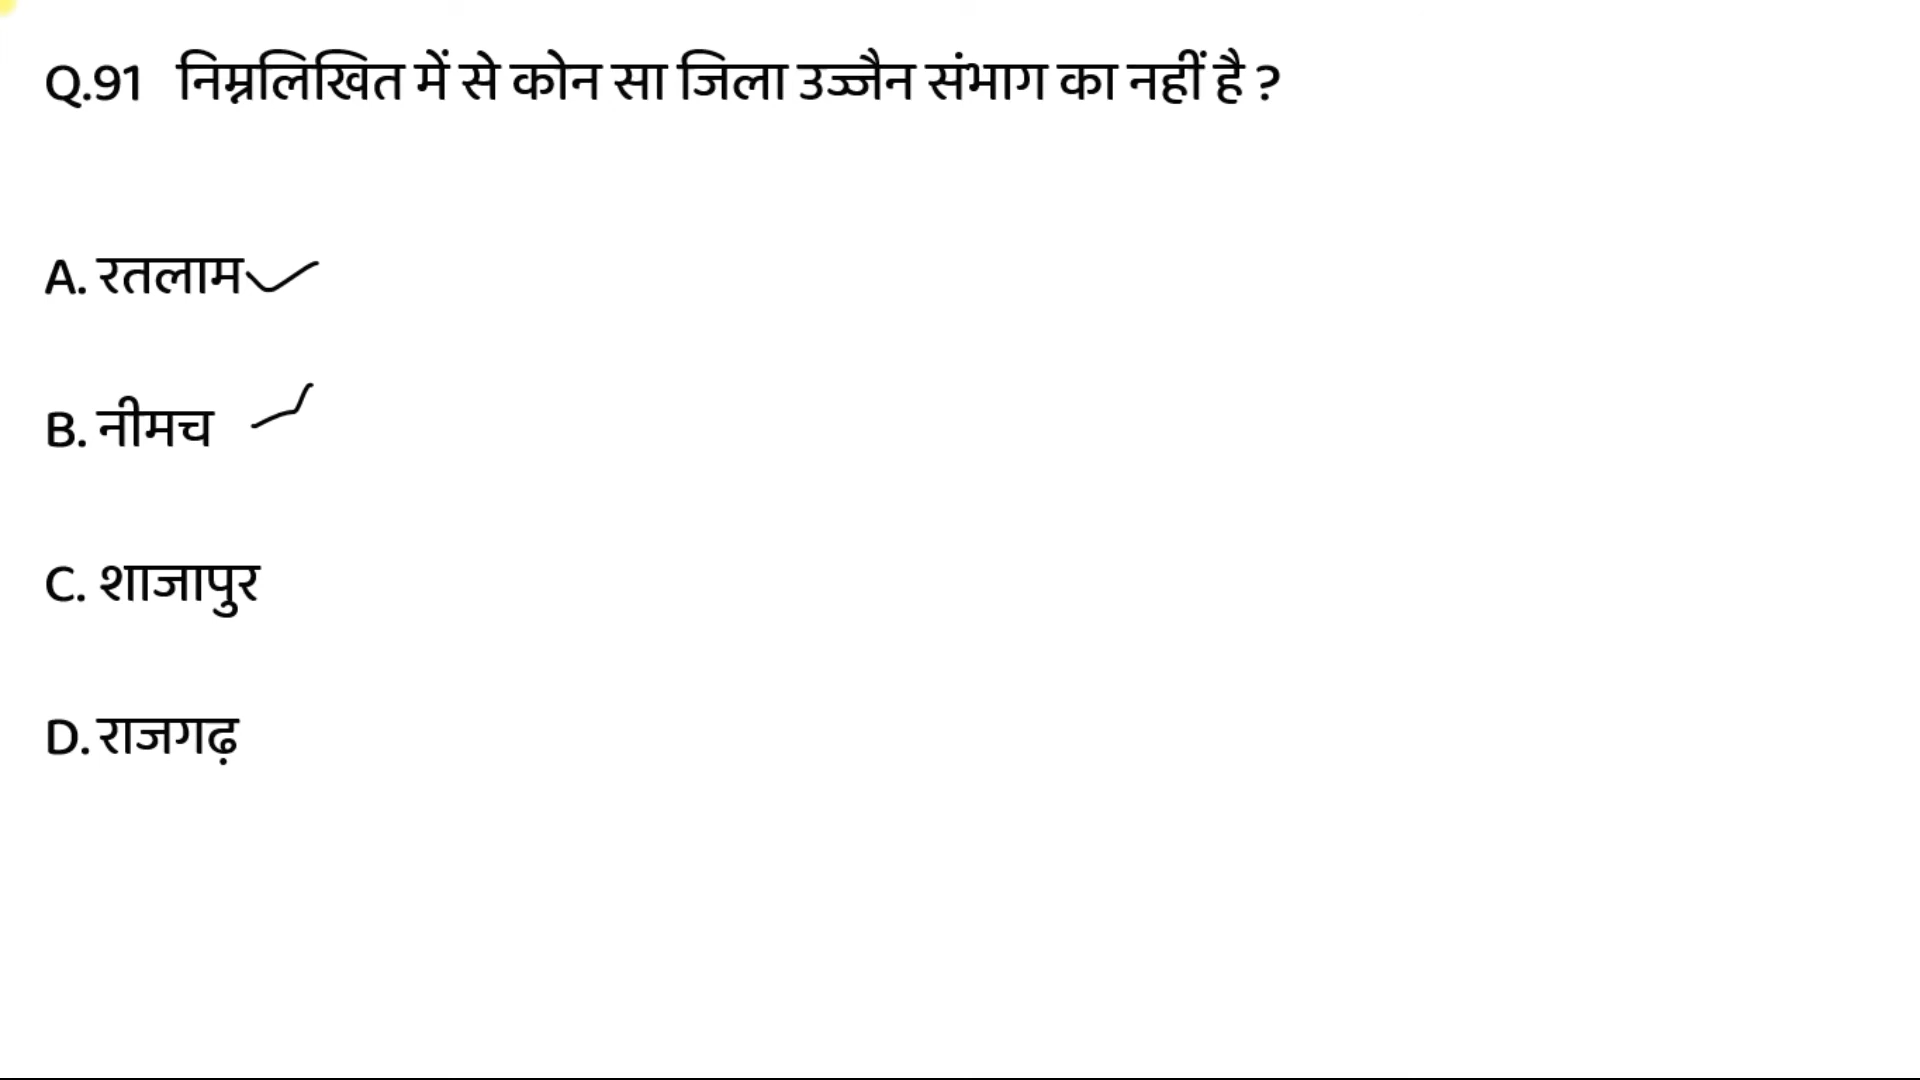 Q.91 निम्नलिखित में से कोन सा जिला उज्जैन संभाग का नहीं है ?
A. रतलाम
B. नीमच
C. शाजापुर
D. राजगढ़